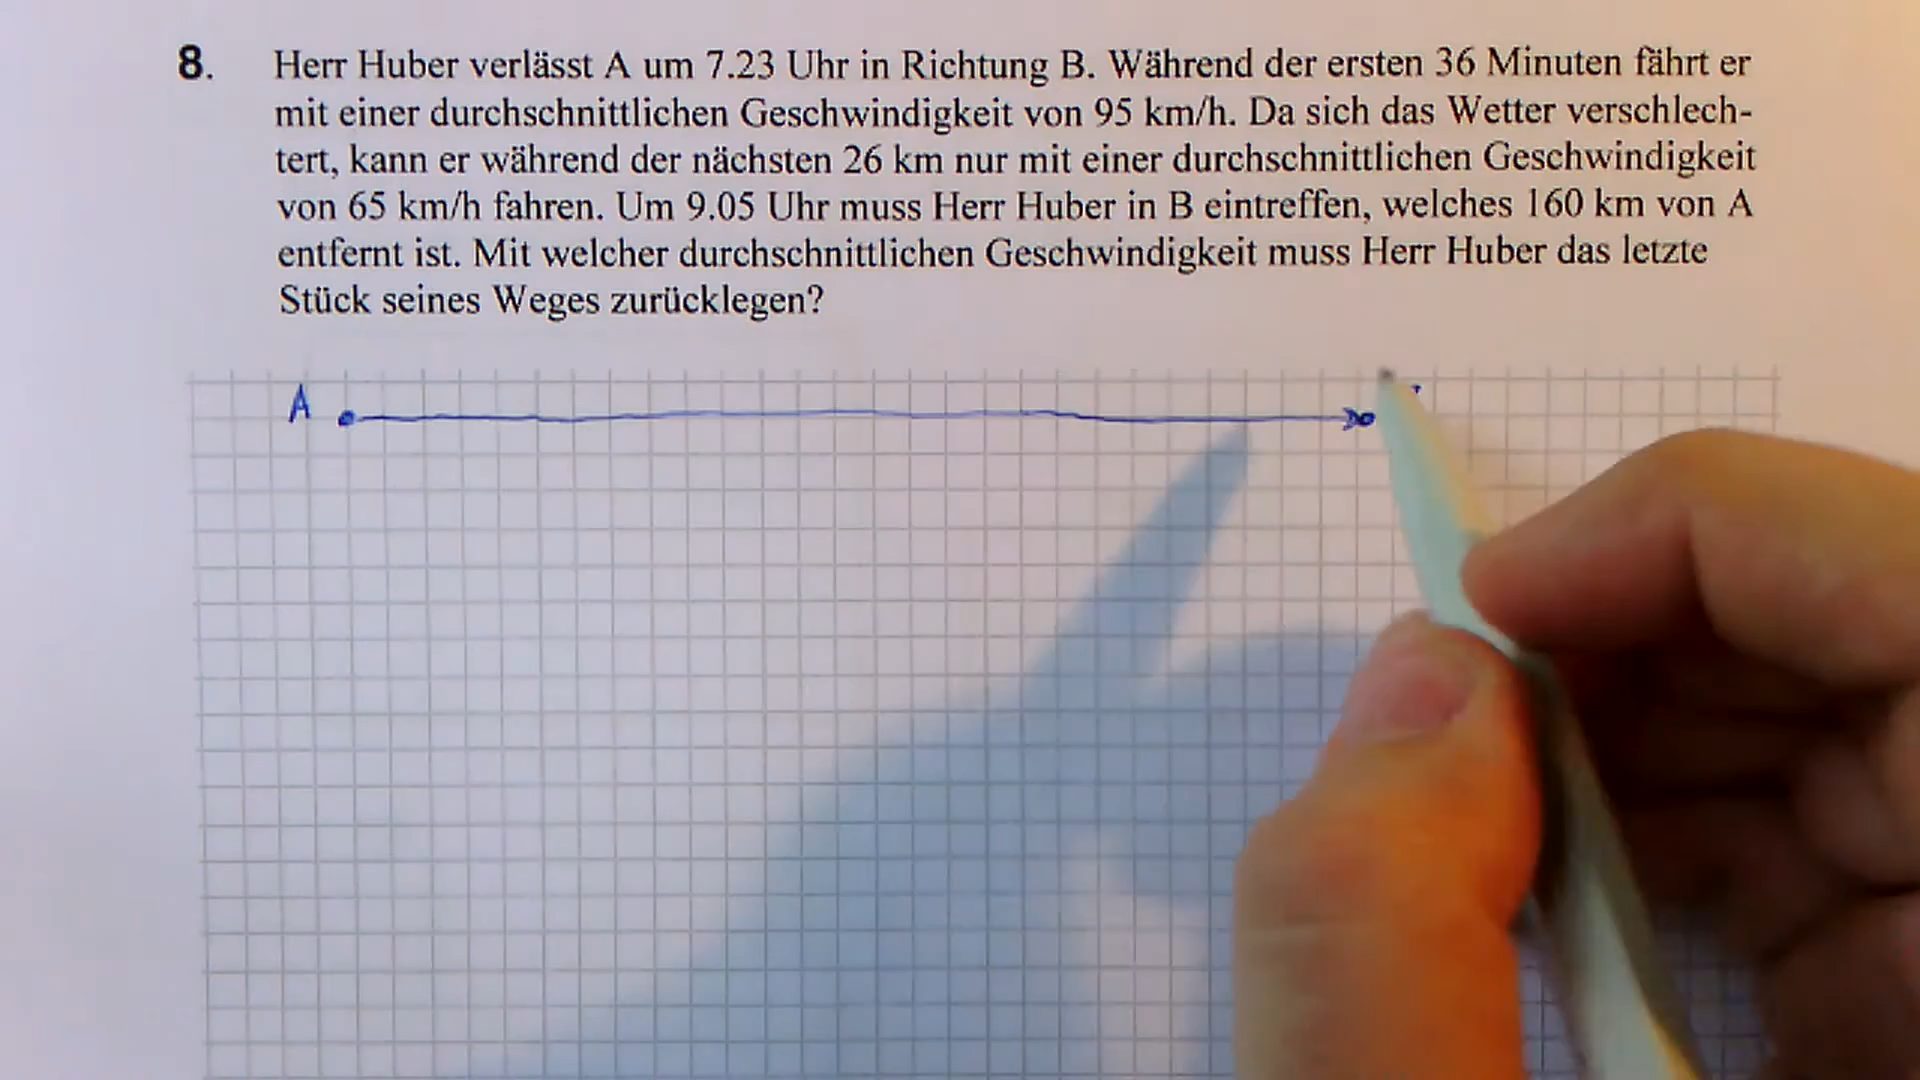 8. Herr Huber verlässt A um 7.23 Uhr in Richtung B. Während der ersten 36 Minuten fährt er
mit einer durchschnittlichen Geschwindigkeit von 95 km/h. Da sich das Wetter verschlech-
tert, kann er während der nächsten 26 km nur mit einer durchschnittlichen Geschwindigkeit
von 65 km/h fahren. Um 9.05 Uhr muss Herr Huber in B eintreffen, welches 160 km von A
entfernt ist. Mit welcher durchschnittlichen Geschwindigkeit muss Herr Huber das letzte
Stück seines Weges zurücklegen?
A